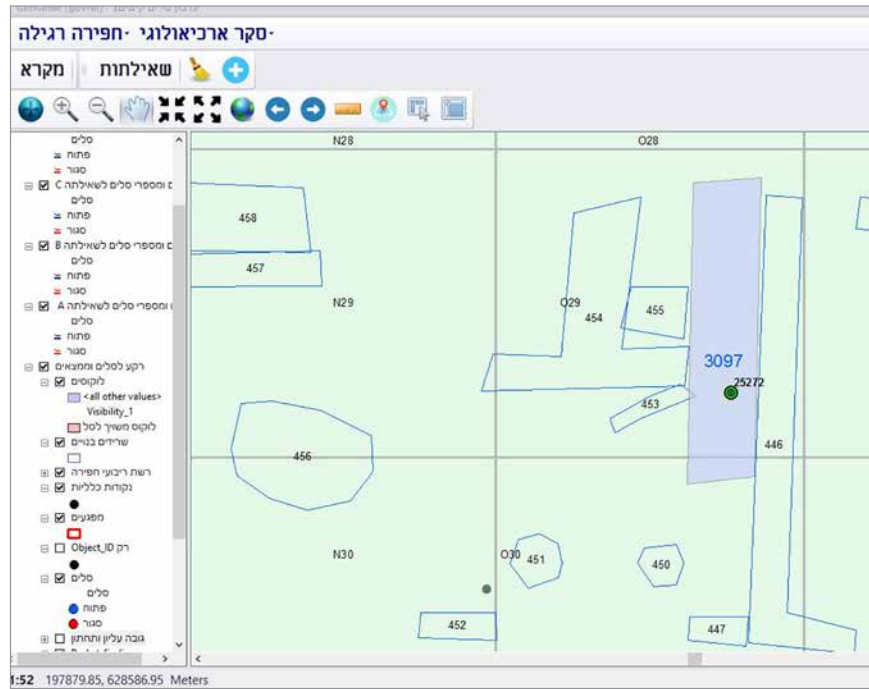 ·סקר ארכיאולוגי ·חפירה רגילה
מקרא שאילתות
סלים
פתוח
סגור
ם ומספרי סלים לשאילתה C
סלים
פתוח
סגור
ם ומספרי סלים לשאילתה B
סלים
פתוח
סגור
ם ומספרי סלים לשאילתה A
סלים
פתוח
סגור
רקע לסלים וממצאים
לוקוסים
<all other values>
Visibility_1
לוקוס משויך לסל
שרידים בנויים
רשת ריבועי חפירה
נקודות כלליות
מפגעים
רק Object_ID
סלים
סלים
פתוח
סגור
גובה עליון ותחתון
N28 O28
458
457
N29 O29
454
455
3097
25272
453
446
456
N30 O30
451
450
452
447
1:52 197879.85, 628586.95 Meters